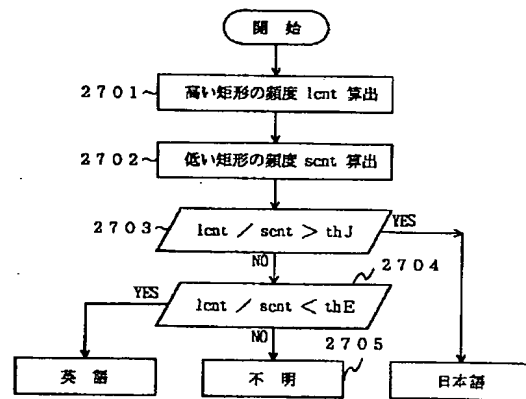 開始
2701
高い矩形の頻度 lcnt 算出
2702
低い矩形の頻度 scnt 算出
2703
lcnt / scnt > thJ
YES
NO
2704
YES
lcnt / scnt < thE
NO
2705
英語
不明
日本語